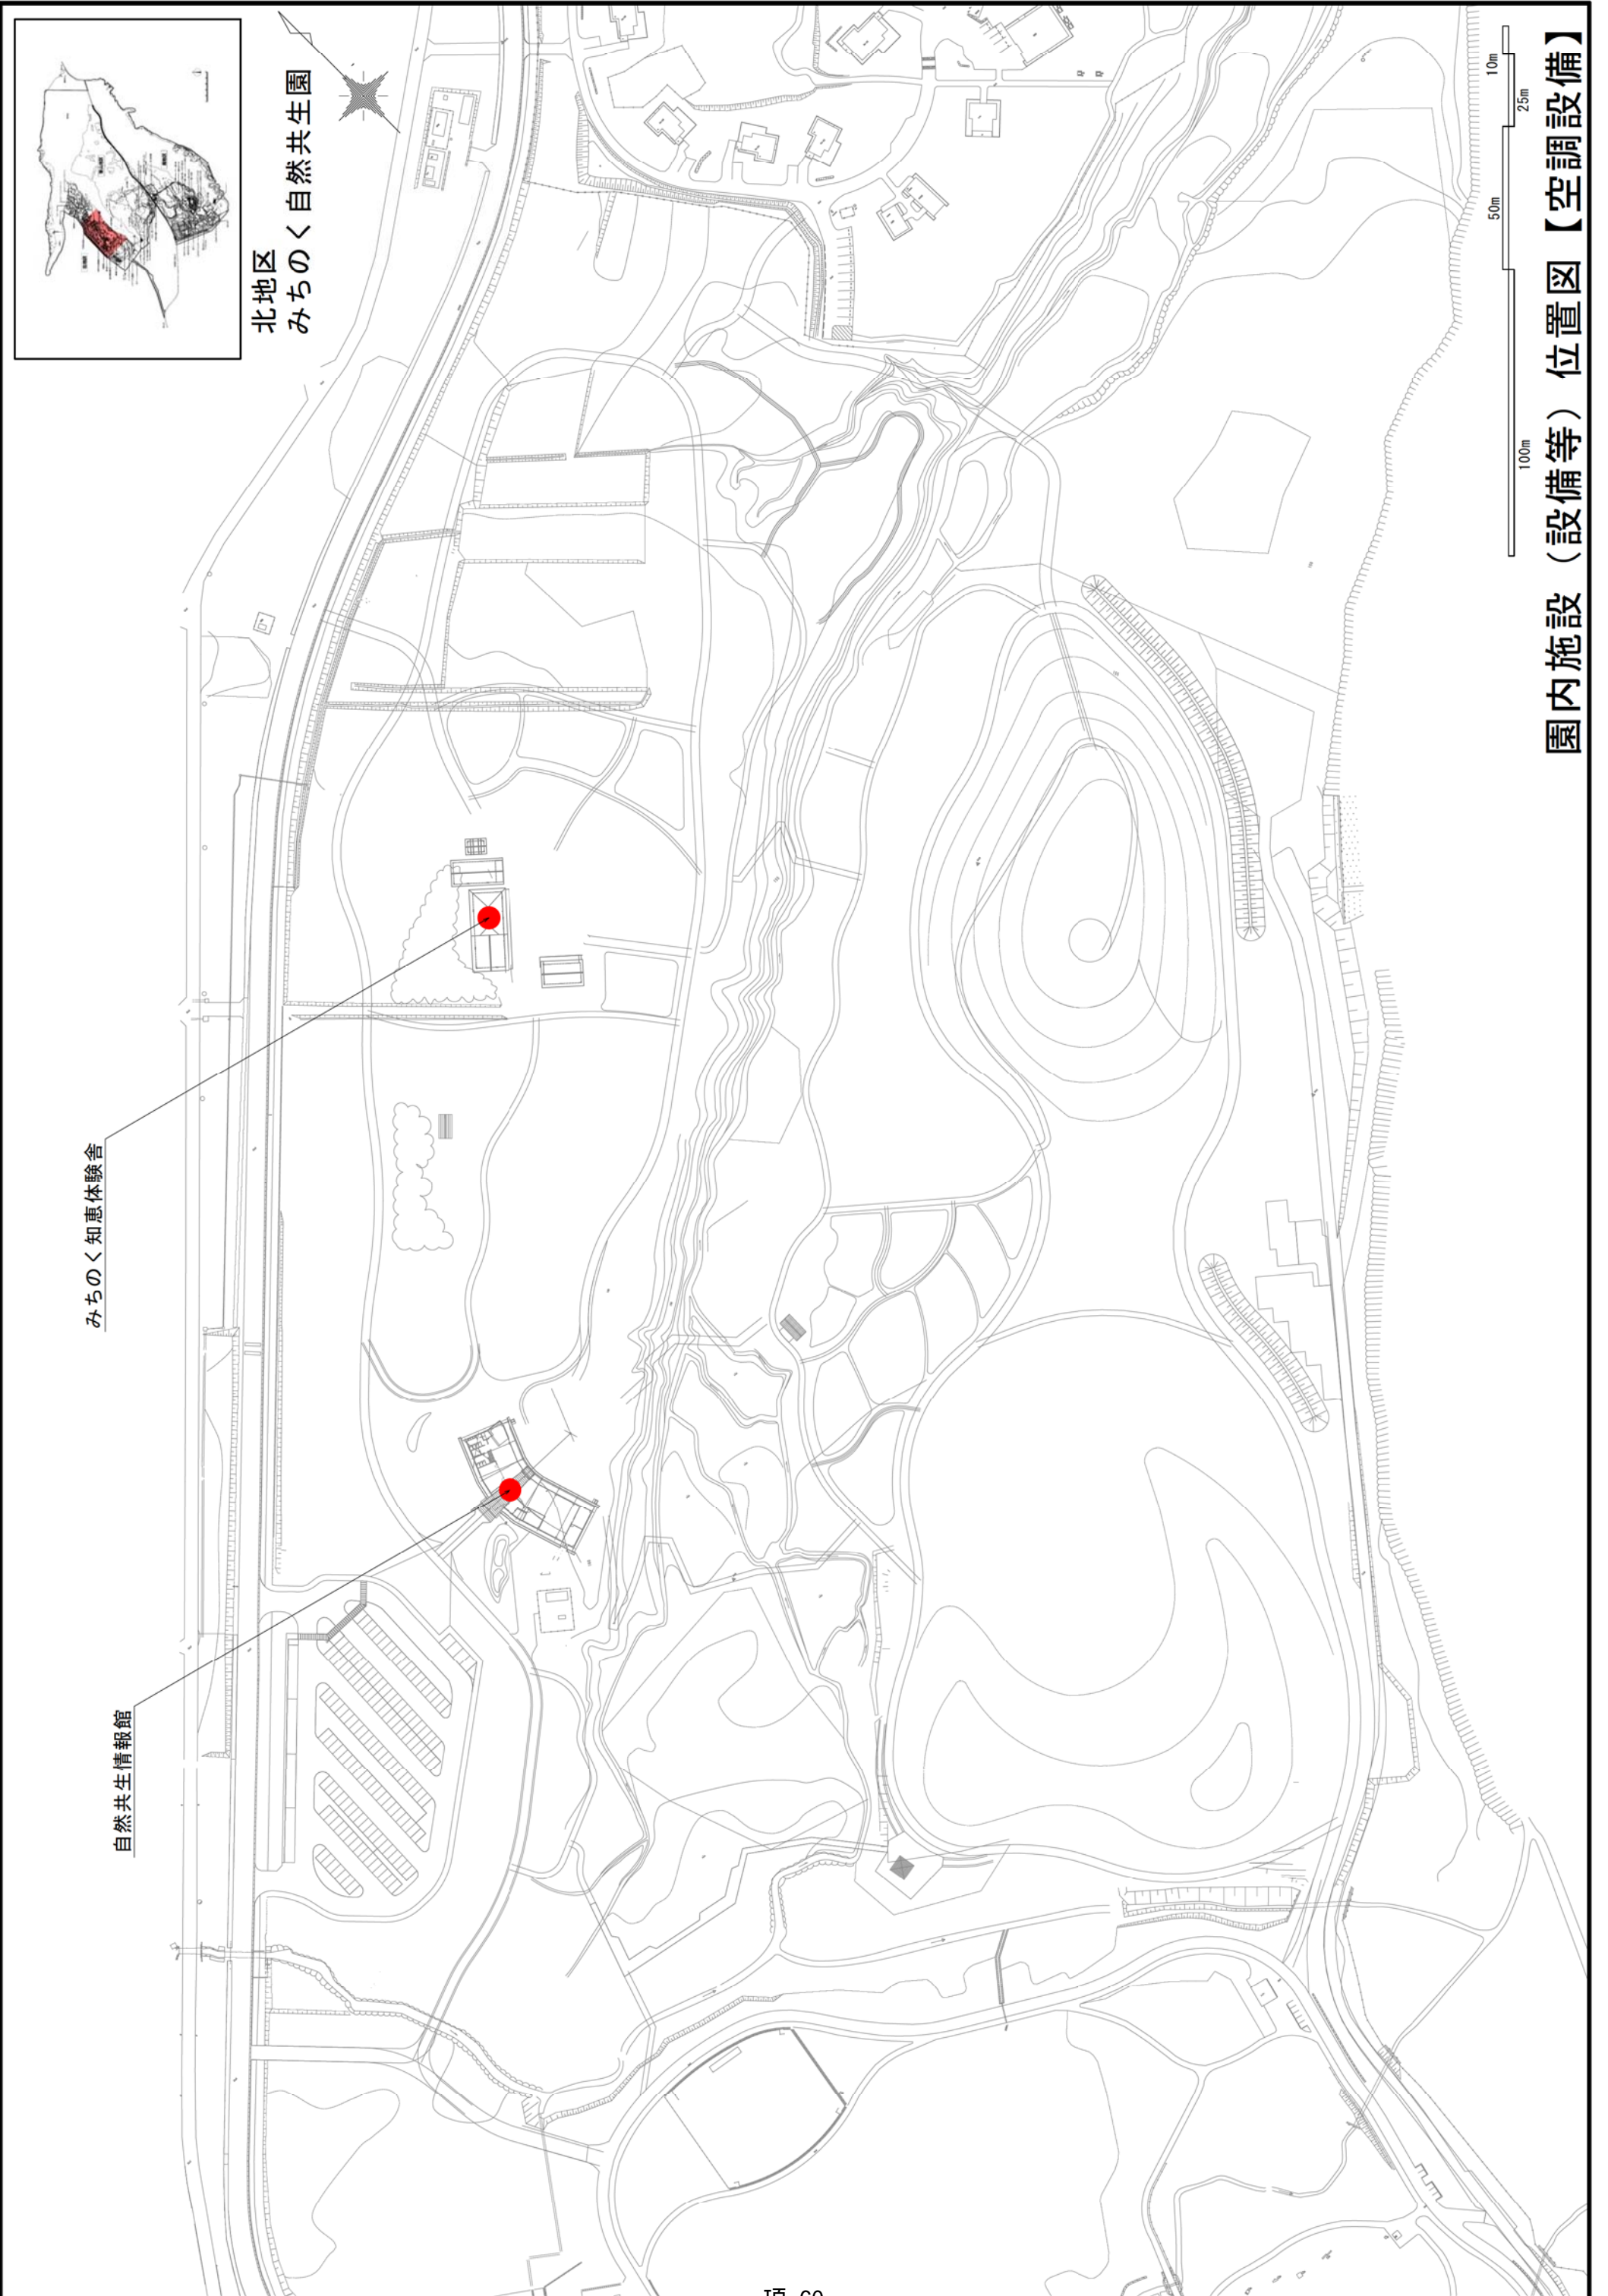 北地区
みちのく自然共生園
みちのく知恵体験舎
自然共生情報館
10m
25m
50m
100m
園内施設（設備等）位置図【空調設備】